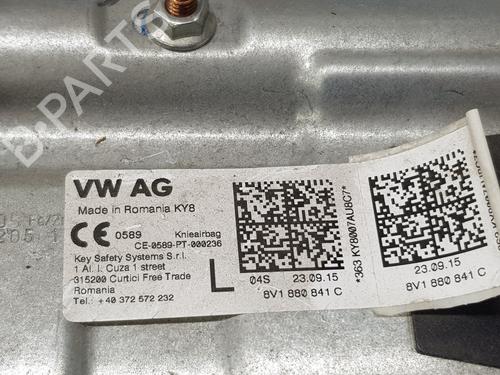 VW AG
Made in Romania KY8
0589
Knieairbag
CE-0589-PT-000236
Key Safety Systems S.r.l.
1 Al. I. Cuza 1 street
315200 Curtici Free Trade
Romania
Tel.: +40 372 572 232
L
04S
23.09.15
8V1 880 841 C
*363 KY8007AU8C7*
23.09.15
8V1 880 841 C
B-PARTS